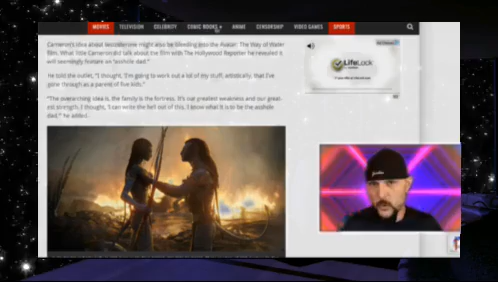 MOVIES TELEVISION CELEBRITY COMIC BOOKS ANIME CENSORSHIP VIDEO GAMES SPORTS
Cameron's idea about testosterone might also be bleeding into the Avatar: The Way of Water
film. What little Cameron did talk about the film with The Hollywood Reporter he revealed it
will seemingly feature an "asshole dad."
He told the outlet, "I thought, 'I'm going to work out a lot of my stuff, artistically, that I've
gone through as a parent of five kids.'"
"The overarching idea is, the family is the fortress. It's our greatest weakness and our great-
est strength. I thought, 'I can write the hell out of this. I know what it is to be the asshole
dad,'" he added.
LifeLock